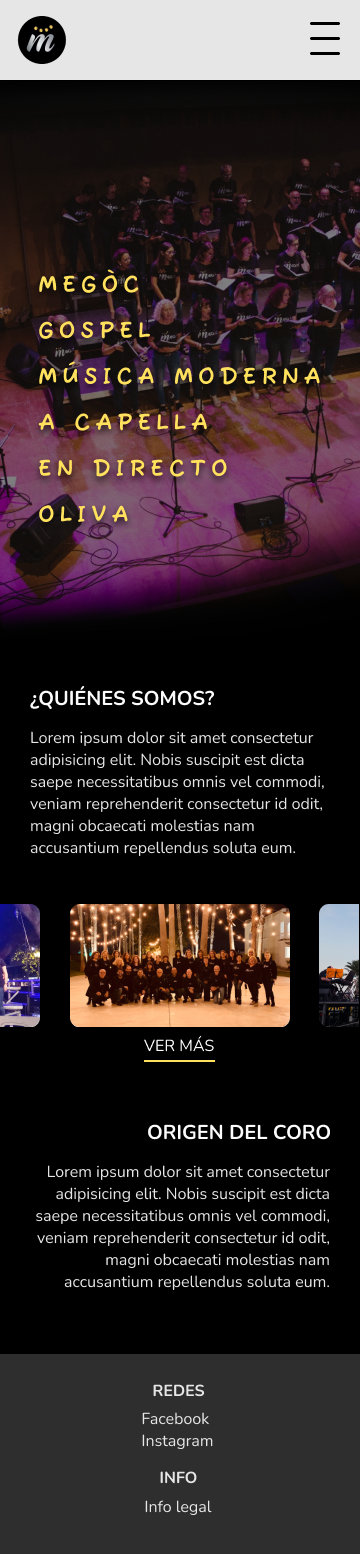 m
MEGÒC
GOSPEL
MÚSICA MODERNA
A CAPELLA
EN DIRECTO
OLIVA
¿QUIÉNES SOMOS?
Lorem ipsum dolor sit amet consectetur
adipisicing elit. Nobis suscipit est dicta
saepe necessitatibus omnis vel commodi,
veniam reprehenderit consectetur id odit,
magni obcaecati molestias nam
accusantium repellendus soluta eum.
VER MÁS
ORIGEN DEL CORO
Lorem ipsum dolor sit amet consectetur
adipisicing elit. Nobis suscipit est dicta
saepe necessitatibus omnis vel commodi,
veniam reprehenderit consectetur id odit,
magni obcaecati molestias nam
accusantium repellendus soluta eum.
REDES
Facebook
Instagram
INFO
Info legal